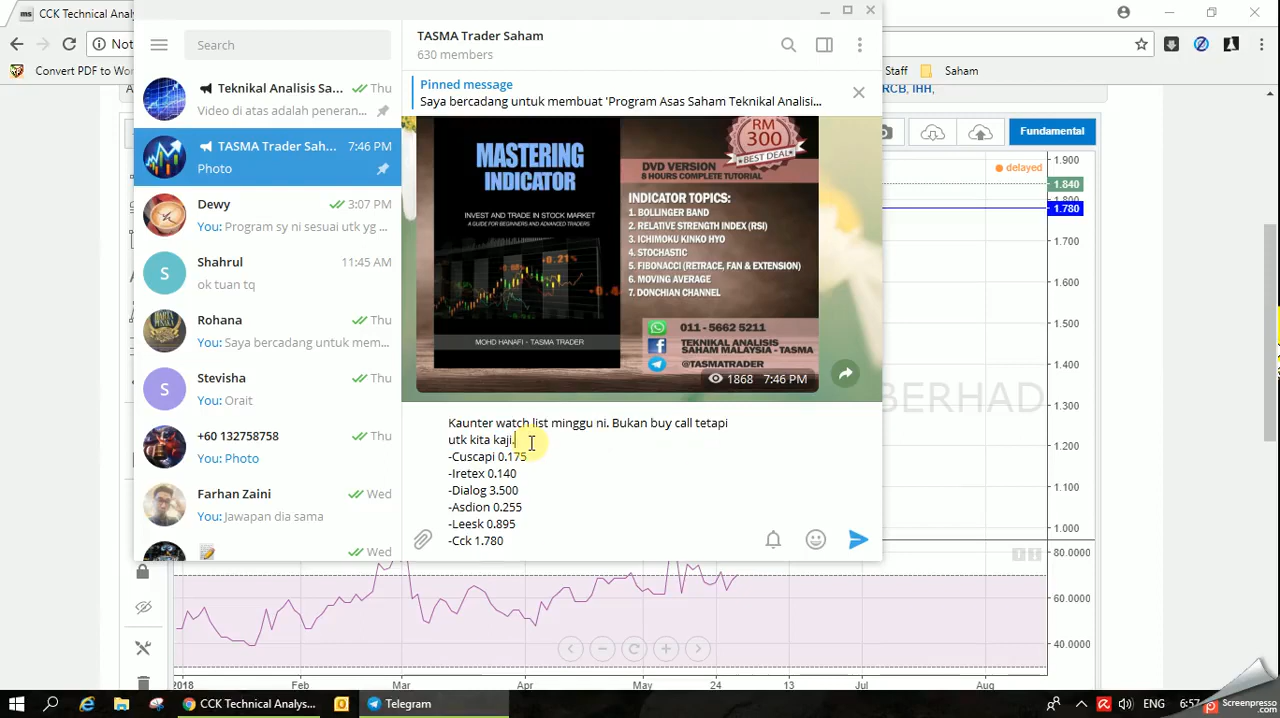 CCK Technical Analys
Not
Convert PDF to Wo
Staff
Saham
RCB, IHH,
Fundamental
delayed
1.900
1.840
1.780
1.700
1.600
1.500
1.400
1.300
1.200
1.100
1.000
80.0000
60.0000
40.0000
BERHAD
2018
Feb
Mar
Apr
May
24
13
Jul
Aug
Search
Teknikal Analisis Sa...
Thu
Video di atas adalah peneran...
TASMA Trader Sah...
7:46 PM
Photo
Dewy
3:07 PM
You: Program sy ni sesuai utk yg ...
S
Shahrul
11:45 AM
ok tuan tq
Rohana
Thu
You: Saya bercadang untuk mem...
S
Stevisha
Thu
You: Orait
+60 132758758
Thu
You: Photo
Farhan Zaini
Wed
You: Jawapan dia sama
Wed
TASMA Trader Saham
630 members
Pinned message
Saya bercadang untuk membuat 'Program Asas Saham Teknikal Analisi...
MASTERING
INDICATOR
INVEST AND TRADE IN STOCK MARKET
A GUIDE FOR BEGINNERS AND ADVANCED TRADERS
MOHD HANAFI - TASMA TRADER
RM
300
BEST DEAL
DVD VERSION
8 HOURS COMPLETE TUTORIAL
INDICATOR TOPICS:
1. BOLLINGER BAND
2. RELATIVE STRENGTH INDEX (RSI)
3. ICHIMOKU KINKO HYO
4. STOCHASTIC
5. FIBONACCI (RETRACE, FAN & EXTENSION)
6. MOVING AVERAGE
7. DONCHIAN CHANNEL
011 - 5662 5211
TEKNIKAL ANALISIS
SAHAM MALAYSIA - TASMA
@TASMATRADER
1868 7:46 PM
Kaunter watch list minggu ni. Bukan buy call tetapi
utk kita kaji.
-Cuscapi 0.175
-Iretex 0.140
-Dialog 3.500
-Asdion 0.255
-Leesk 0.895
-Cck 1.780
CCK Technical Analys...
Telegram
ENG
6:57
Screenpresso
.com